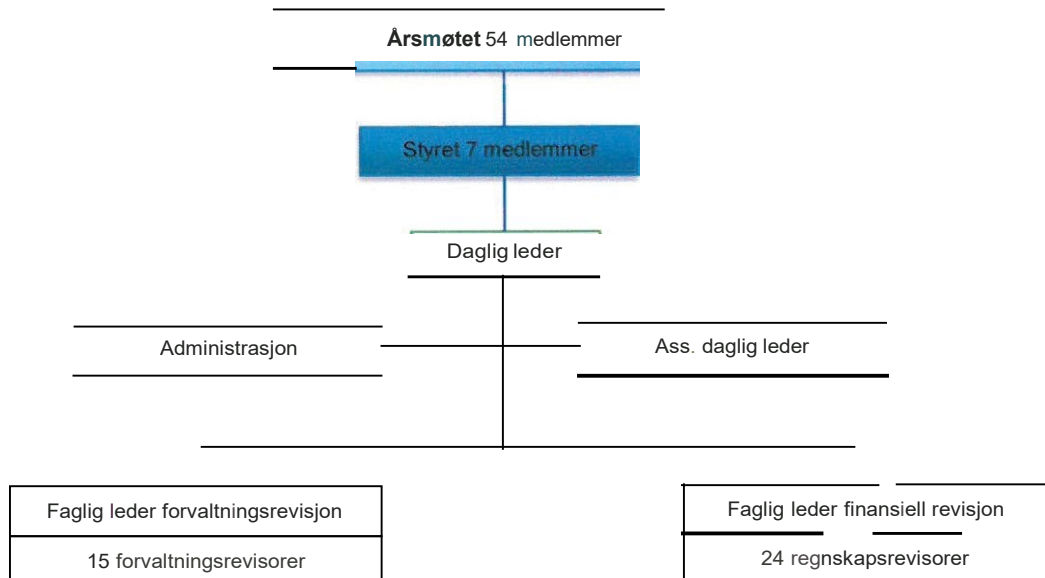 Årsmøtet 54 medlemmer
Styret 7 medlemmer
Daglig leder
Administrasjon
Ass. daglig leder
Faglig leder forvaltningsrevisjon
15 forvaltningsrevisorer
Faglig leder finansiell revisjon
24 regnskapsrevisorer